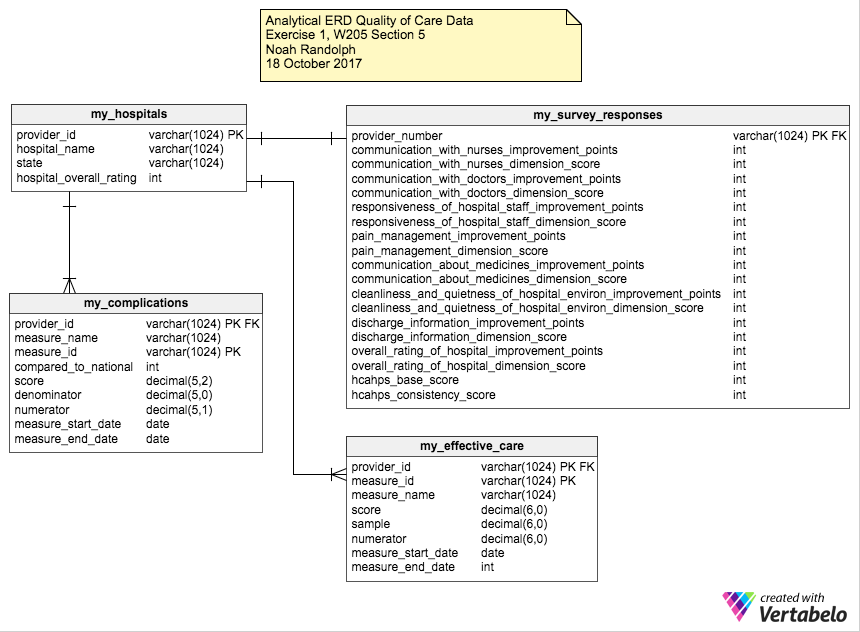 Analytical ERD Quality of Care Data
Exercise 1, W205 Section 5
Noah Randolph
18 October 2017
my_hospitals
provider_id varchar(1024) PK
hospital_name varchar(1024)
state varchar(1024)
hospital_overall_rating int
my_survey_responses
provider_number varchar(1024) PK FK
communication_with_nurses_improvement_points int
communication_with_nurses_dimension_score int
communication_with_doctors_improvement_points int
communication_with_doctors_dimension_score int
responsiveness_of_hospital_staff_improvement_points int
responsiveness_of_hospital_staff_dimension_score int
pain_management_improvement_points int
pain_management_dimension_score int
communication_about_medicines_improvement_points int
communication_about_medicines_dimension_score int
cleanliness_and_quietness_of_hospital_environ_improvement_points int
cleanliness_and_quietness_of_hospital_environ_dimension_score int
discharge_information_improvement_points int
discharge_information_dimension_score int
overall_rating_of_hospital_improvement_points int
overall_rating_of_hospital_dimension_score int
hcahps_base_score int
hcahps_consistency_score int
my_complications
provider_id varchar(1024) PK FK
measure_name varchar(1024)
measure_id varchar(1024) PK
compared_to_national int
score decimal(5,2)
denominator decimal(5,0)
numerator decimal(5,1)
measure_start_date date
measure_end_date date
my_effective_care
provider_id varchar(1024) PK FK
measure_id varchar(1024) PK
measure_name varchar(1024)
score decimal(6,0)
sample decimal(6,0)
numerator decimal(6,0)
measure_start_date date
measure_end_date int
created with
Vertabelo